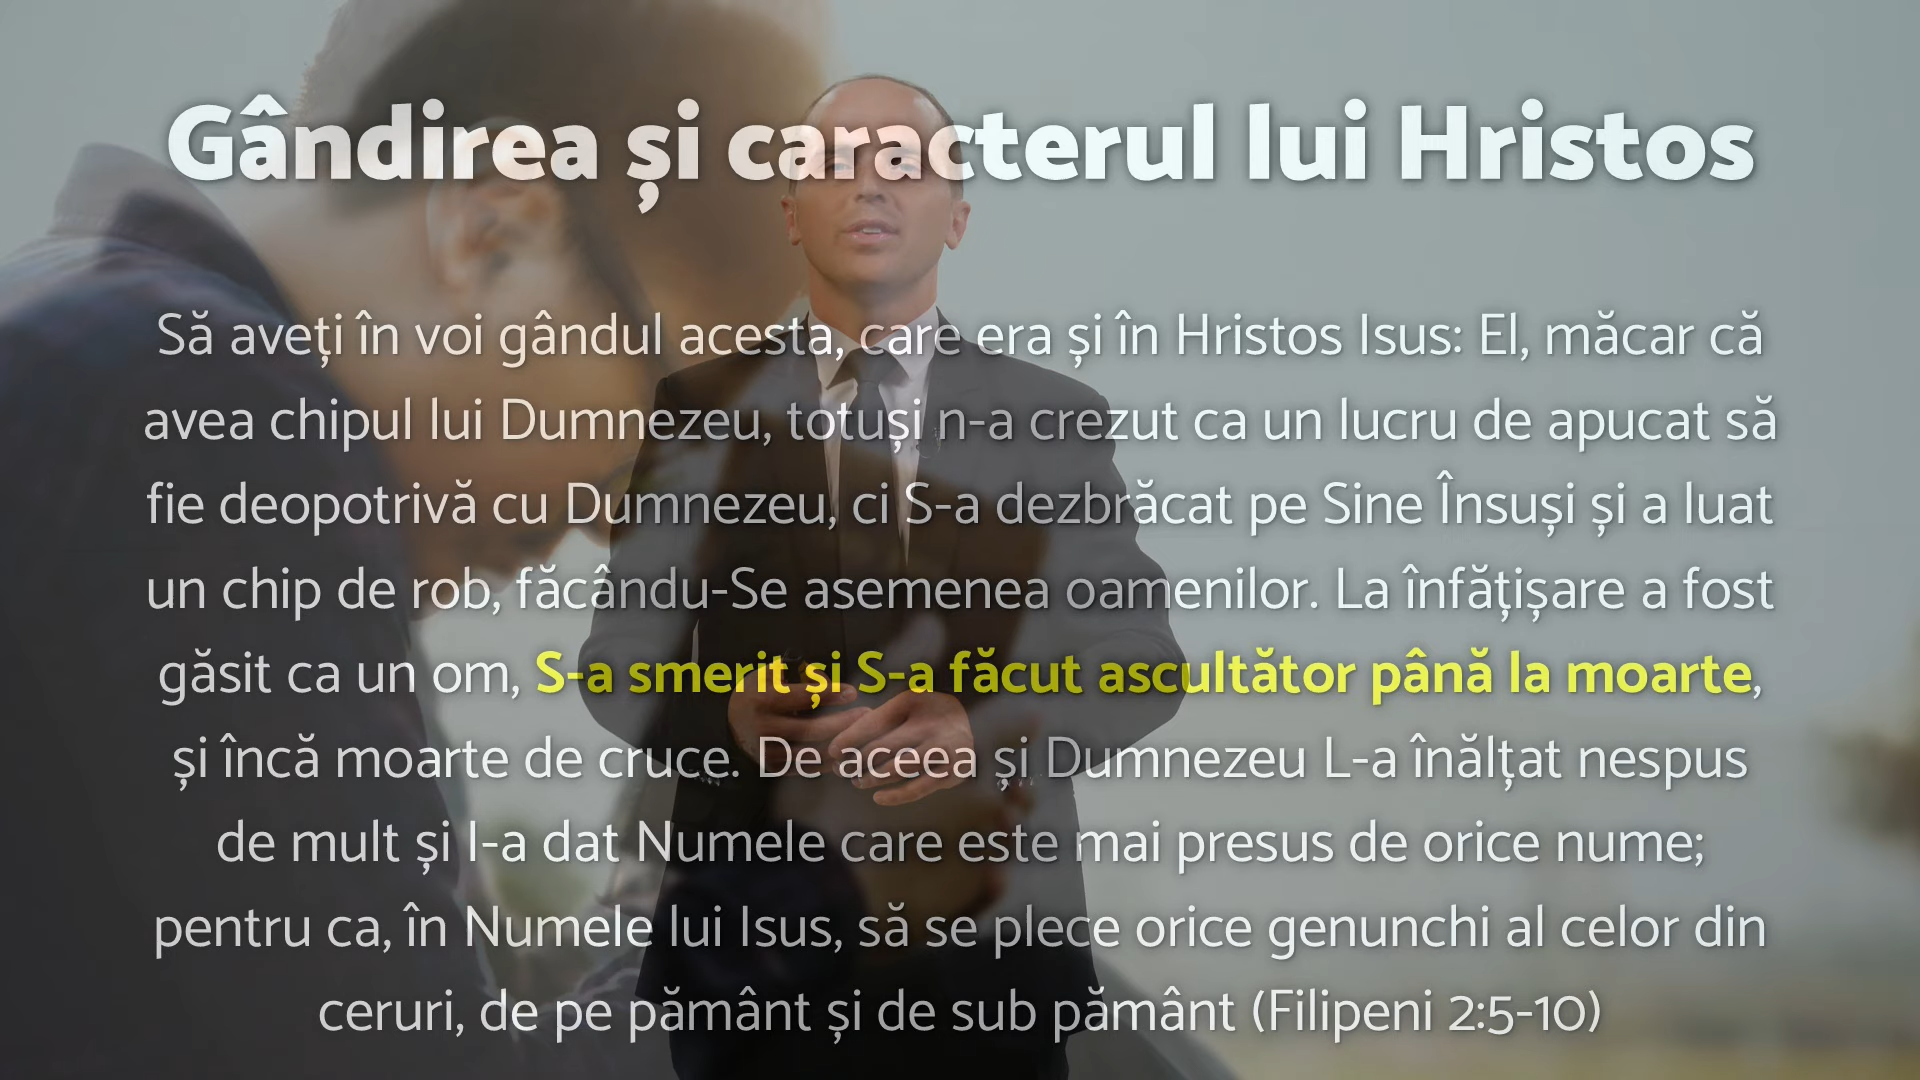 Gândirea și caracterul lui Hristos
Să aveți în voi gândul acesta, care era și în Hristos Isus: El, măcar că
avea chipul lui Dumnezeu, totuși n-a crezut ca un lucru de apucat să
fie deopotrivă cu Dumnezeu, ci S-a dezbrăcat pe Sine Însuși și a luat
un chip de rob, făcându-Se asemenea oamenilor. La înfățișare a fost
găsit ca un om, S-a smerit și S-a făcut ascultător până la moarte,
și încă moarte de cruce. De aceea și Dumnezeu L-a înălțat nespus
de mult și I-a dat Numele care este mai presus de orice nume;
pentru ca, în Numele lui Isus, să se plece orice genunchi al celor din
ceruri, de pe pământ și de sub pământ (Filipeni 2:5-10)